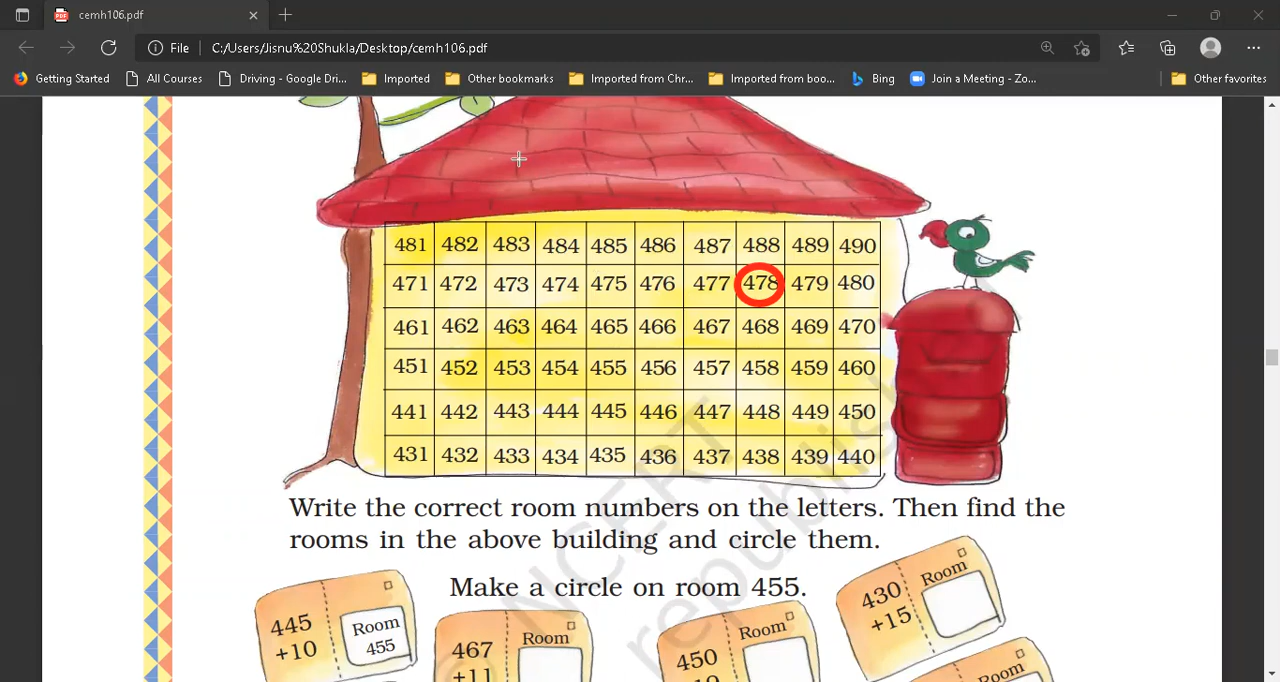 cemh106.pdf
File C:/Users/Jisnu%20Shukla/Desktop/cemh106.pdf
Getting Started All Courses Driving - Google Dri... Imported Other bookmarks Imported from Chr... Imported from boo... Bing Join a Meeting - Zo... Other favorites
481 482 483 484 485 486 487 488 489 490
471 472 473 474 475 476 477 478 479 480
461 462 463 464 465 466 467 468 469 470
451 452 453 454 455 456 457 458 459 460
441 442 443 444 445 446 447 448 449 450
431 432 433 434 435 436 437 438 439 440
Write the correct room numbers on the letters. Then find the
rooms in the above building and circle them.
Make a circle on room 455.
445
+10
Room
455
467
+11
Room
450
Room
430
+15
Room
Room
NCERT
republish